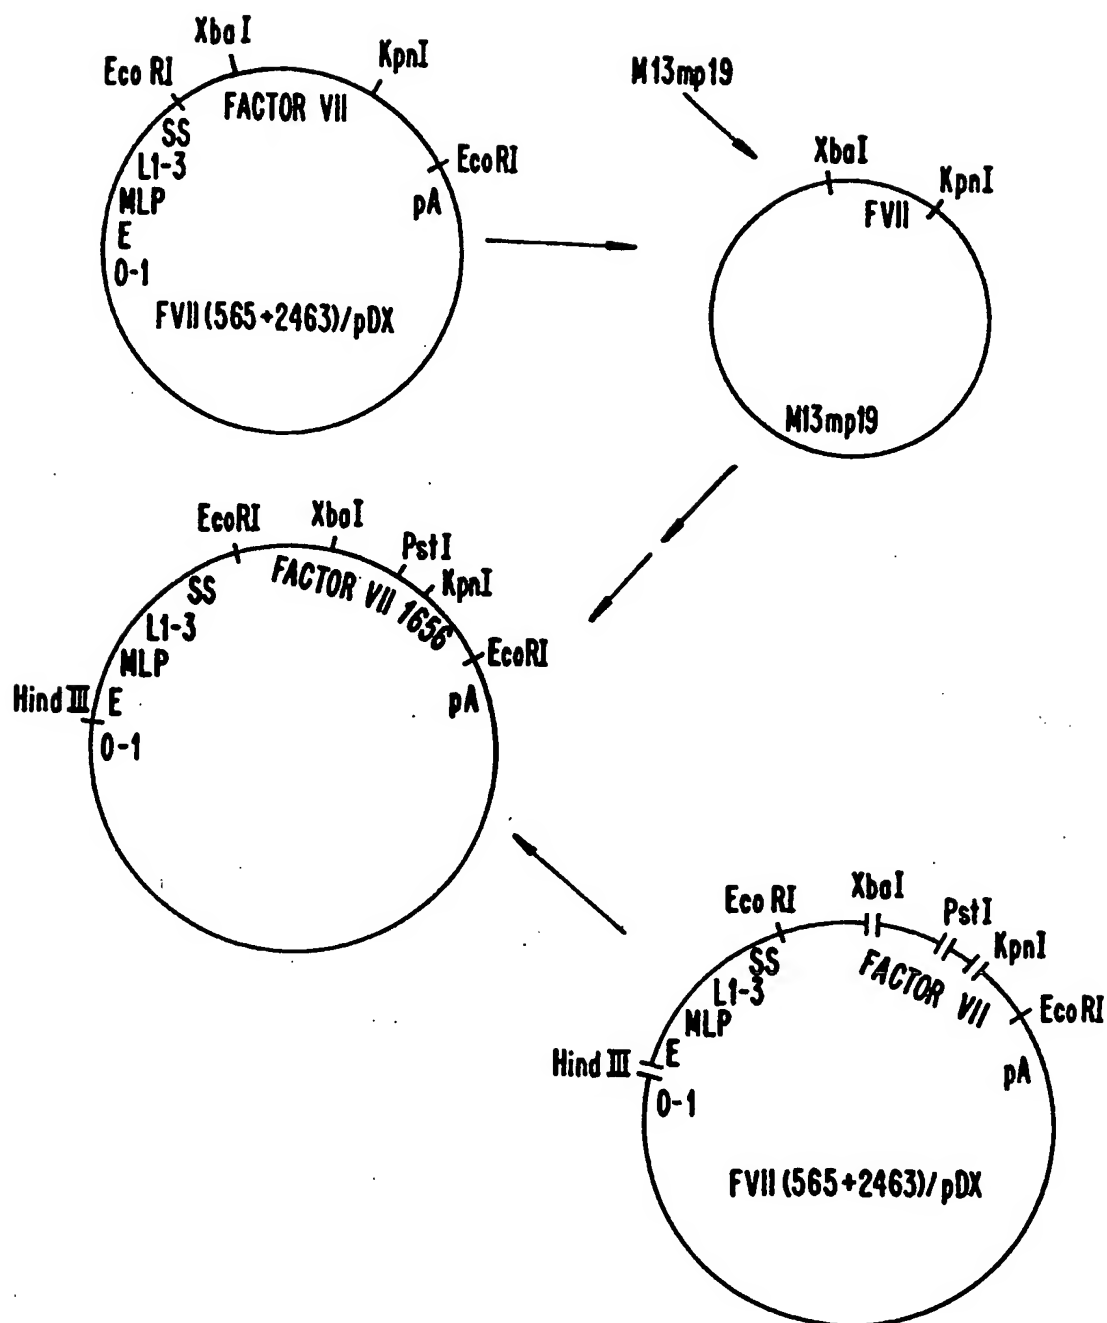 XbaI
KpnI
Eco RI
FACTOR VII
SS
EcoRI
L1-3
MLP
pA
E
0-1
FVII(565+2463)/pDX
M13mp19
XbaI
KpnI
FVII
M13mp19
EcoRI
XbaI
PstI
KpnI
FACTOR VII 1656
SS
L1-3
EcoRI
MLP
Hind III
E
pA
0-1
XbaI
Eco RI
PstI
KpnI
SS
FACTOR VII
L1-3
EcoRI
MLP
E
Hind III
pA
0-1
FVII(565+2463)/pDX